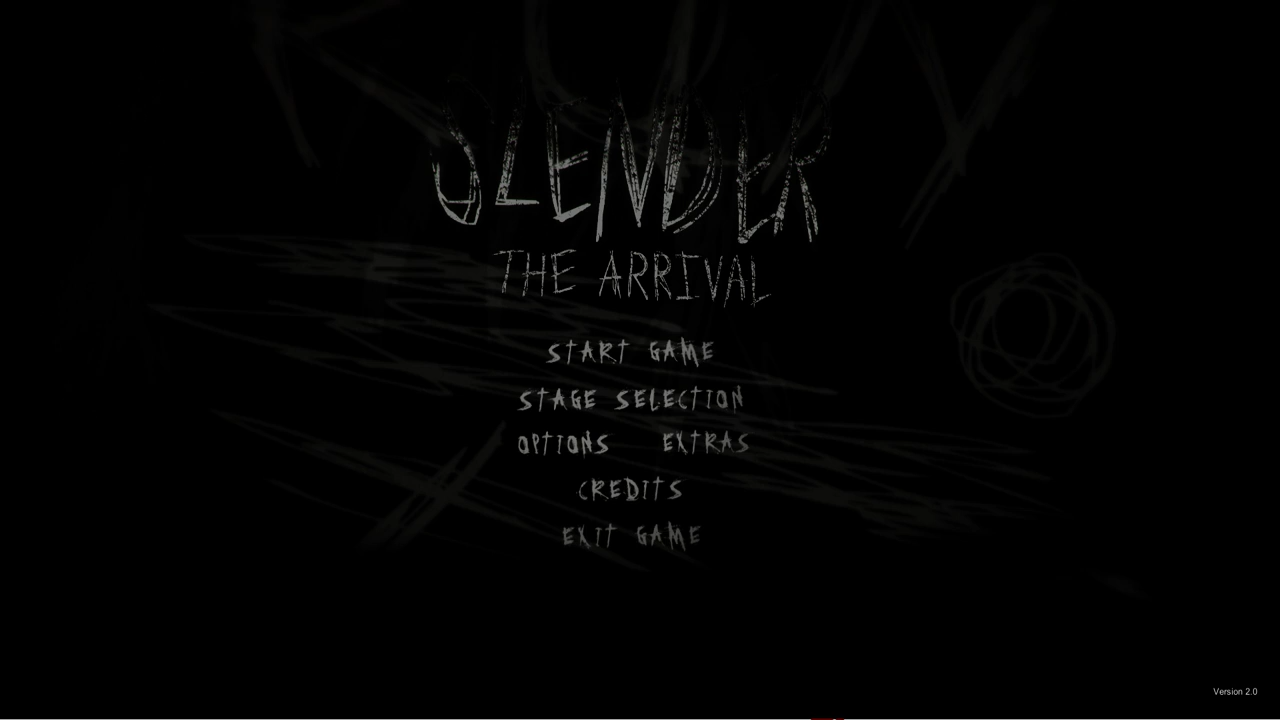 SLENDER
THE ARRIVAL
START GAME
STAGE SELECTION
OPTIONS EXTRAS
CREDITS
EXIT GAME
Version 2.0